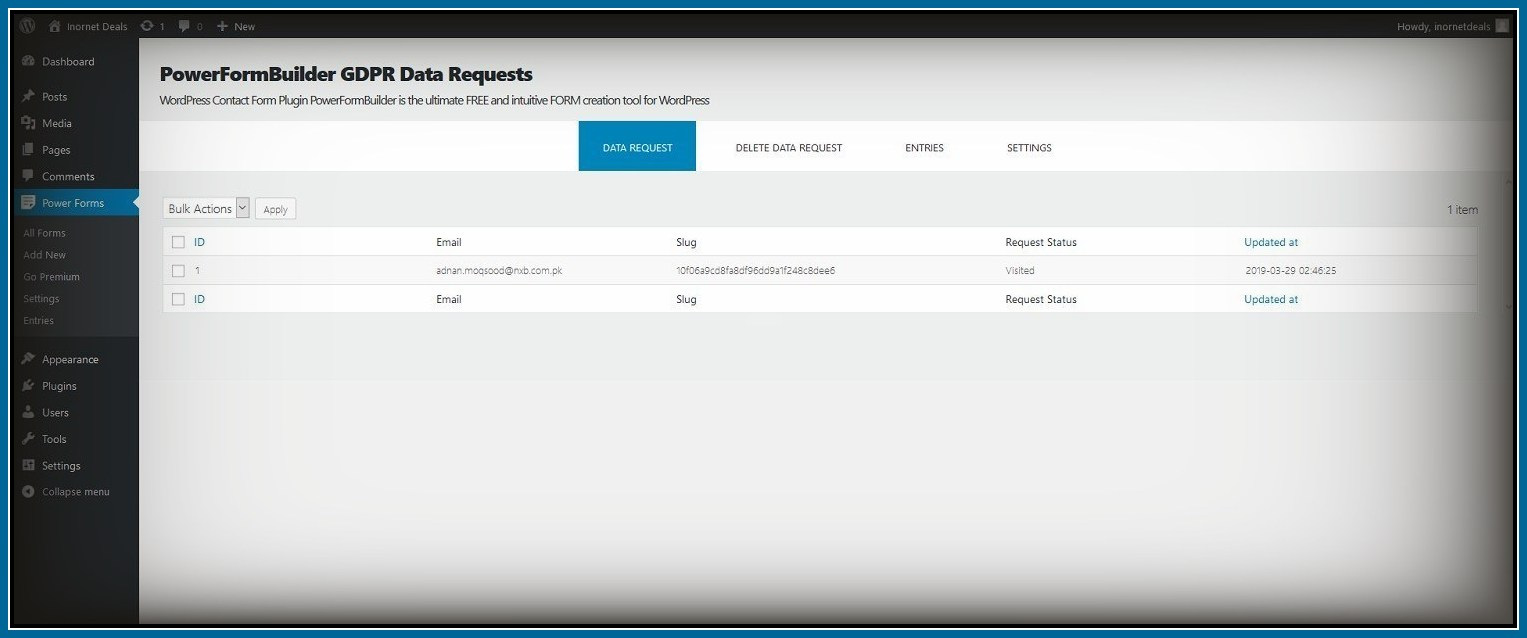 Inornet Deals 1 0 New Howdy, inornetdeals
Dashboard
Posts
Media
Pages
Comments
Power Forms
All Forms
Add New
Go Premium
Settings
Entries
Appearance
Plugins
Users
Tools
Settings
Collapse menu
PowerFormBuilder GDPR Data Requests
WordPress Contact Form Plugin PowerFormBuilder is the ultimate FREE and intuitive FORM creation tool for WordPress
DATA REQUEST DELETE DATA REQUEST ENTRIES SETTINGS
Bulk Actions Apply 1 item
ID Email Slug Request Status Updated at
1 adnan.moqsood@nxb.com.pk 10f06a9cd8fa8df96dd9a1f248c8dee6 Visited 2019-03-29 02:46:25
ID Email Slug Request Status Updated at